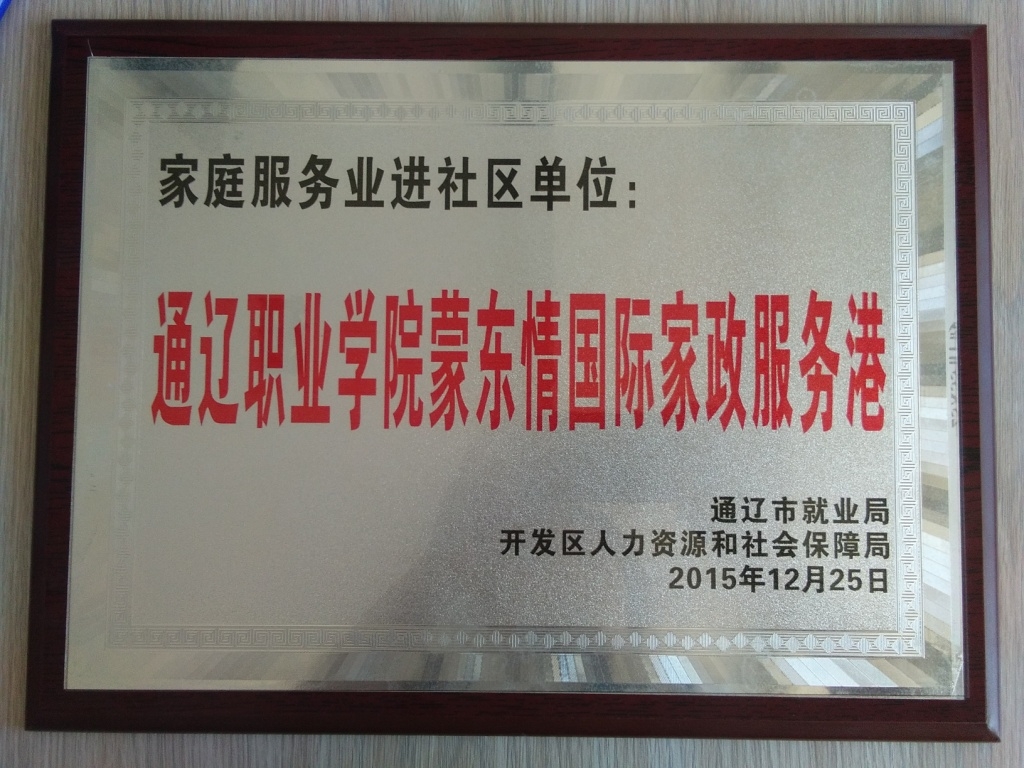 家庭服务业进社区单位：
通辽职业学院蒙东情国际家政服务港
通辽市就业局
开发区人力资源和社会保障局
2015年12月25日